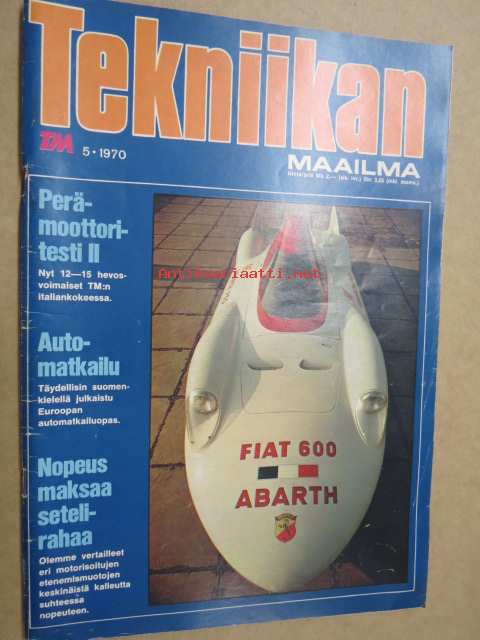 Tekniikan
MAAILMA
TM 5 • 1970
Perä-
moottori-
testi II
Nyt 12—15 hevos-
voimaiset TM:n
itallankokeessa.
Auto-
matkailu
Täydellisin suomen-
kielellä julkaistu
Euroopan
automatkailuopas.
Nopeus
maksaa
seteli-
rahaa
Olemme vertailleet
eri motorisoitujen
etenemismuotojen
keskinäistä kalleutta
suhteessa
nopeuteen.
Antikvariaatti.net
FIAT 600
ABARTH